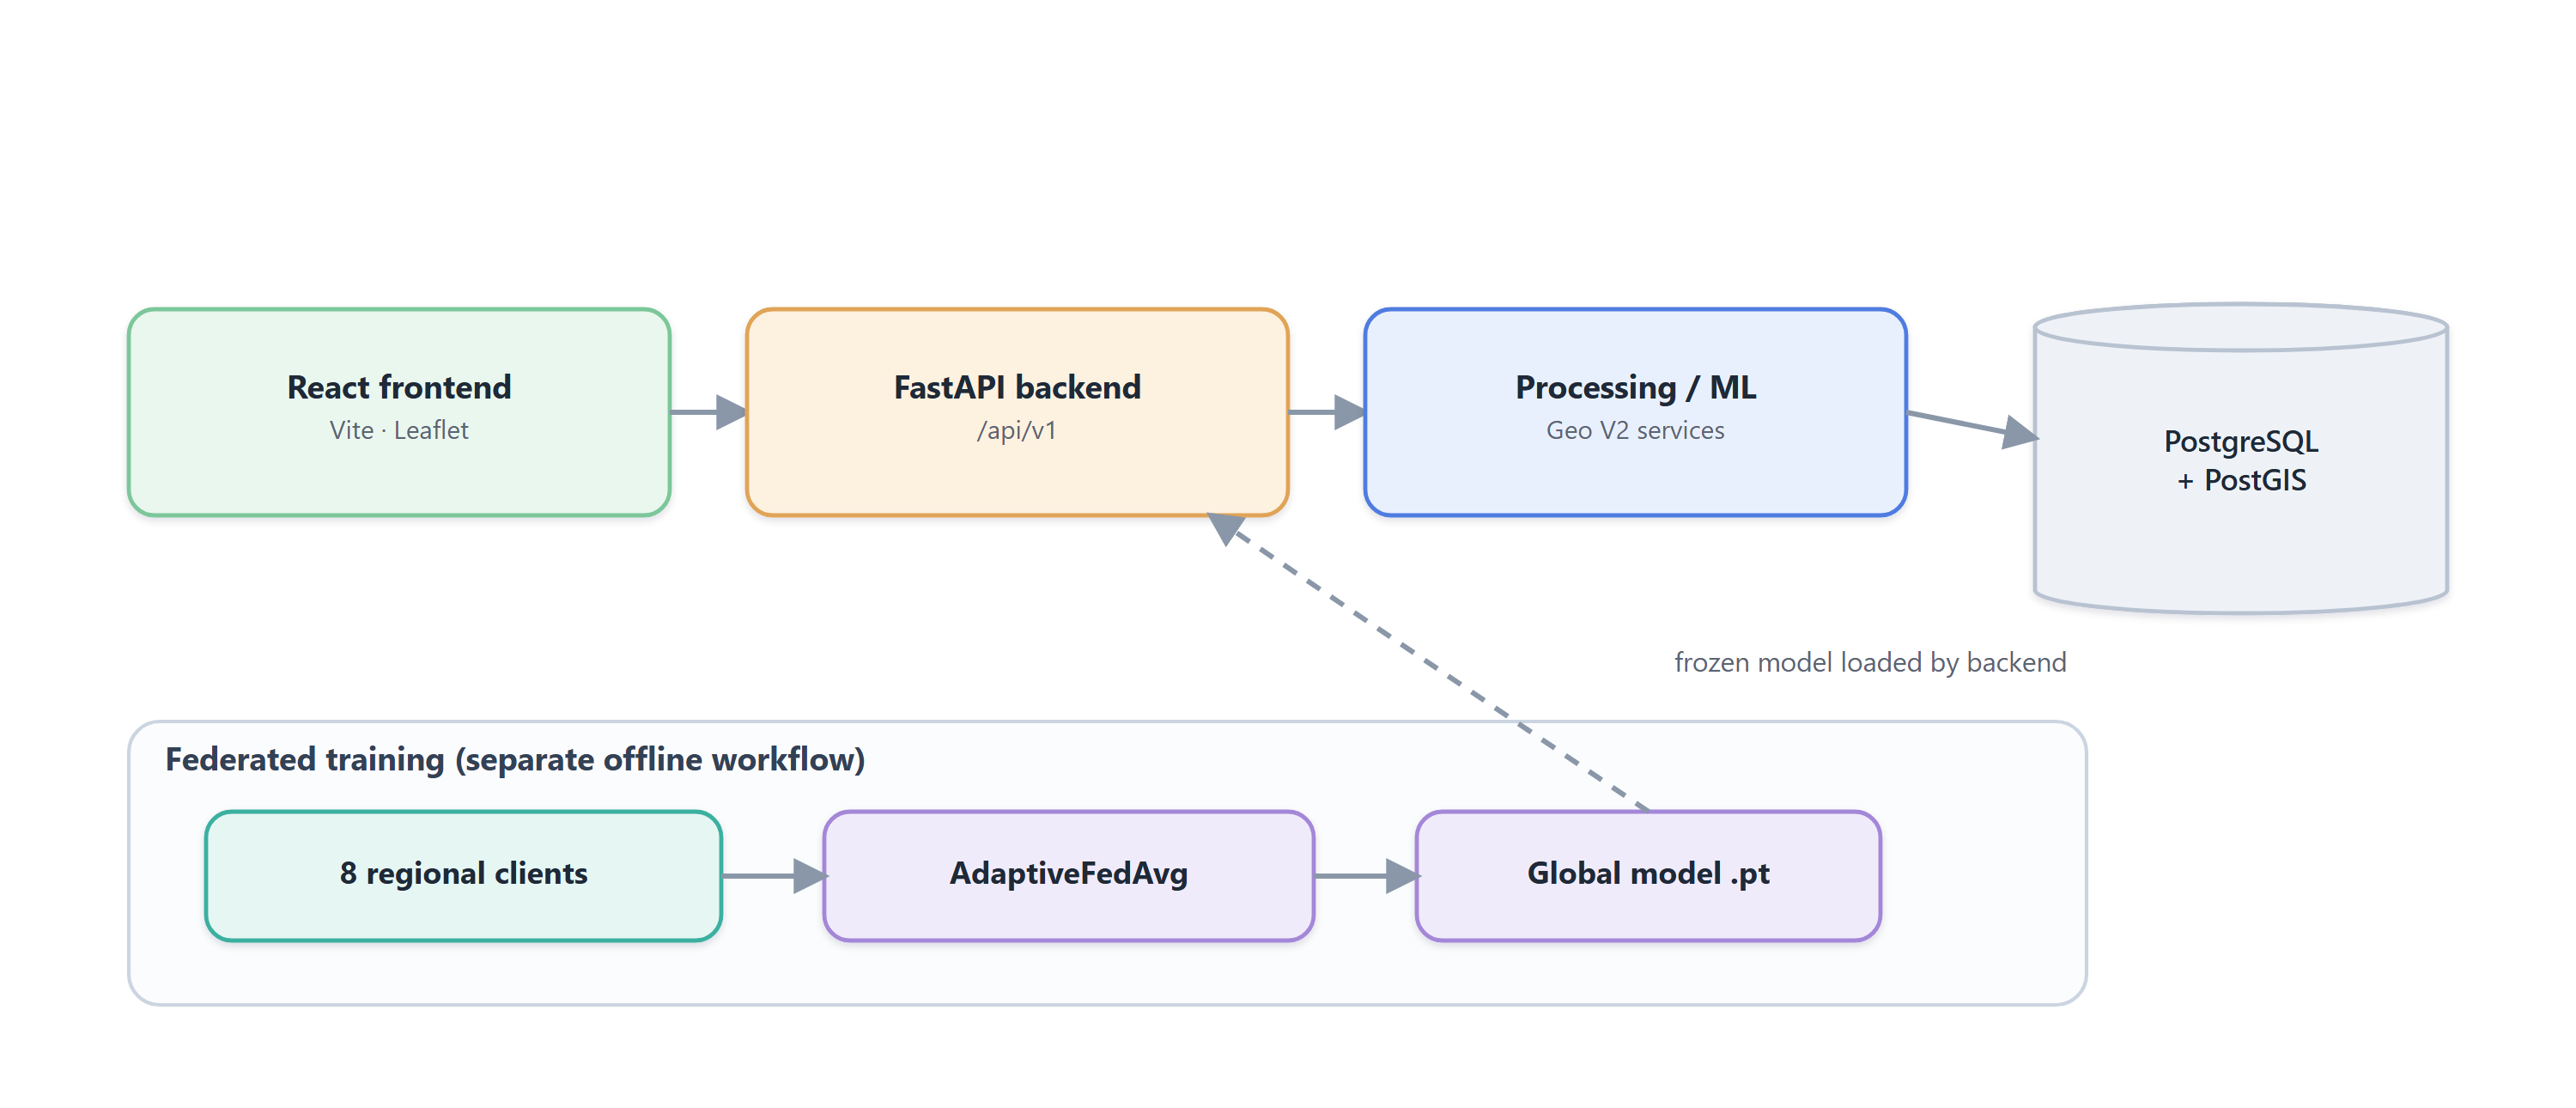 React frontend
Vite · Leaflet
FastAPI backend
/api/v1
Processing / ML
Geo V2 services
PostgreSQL
+ PostGIS
frozen model loaded by backend
Federated training (separate offline workflow)
8 regional clients
AdaptiveFedAvg
Global model .pt